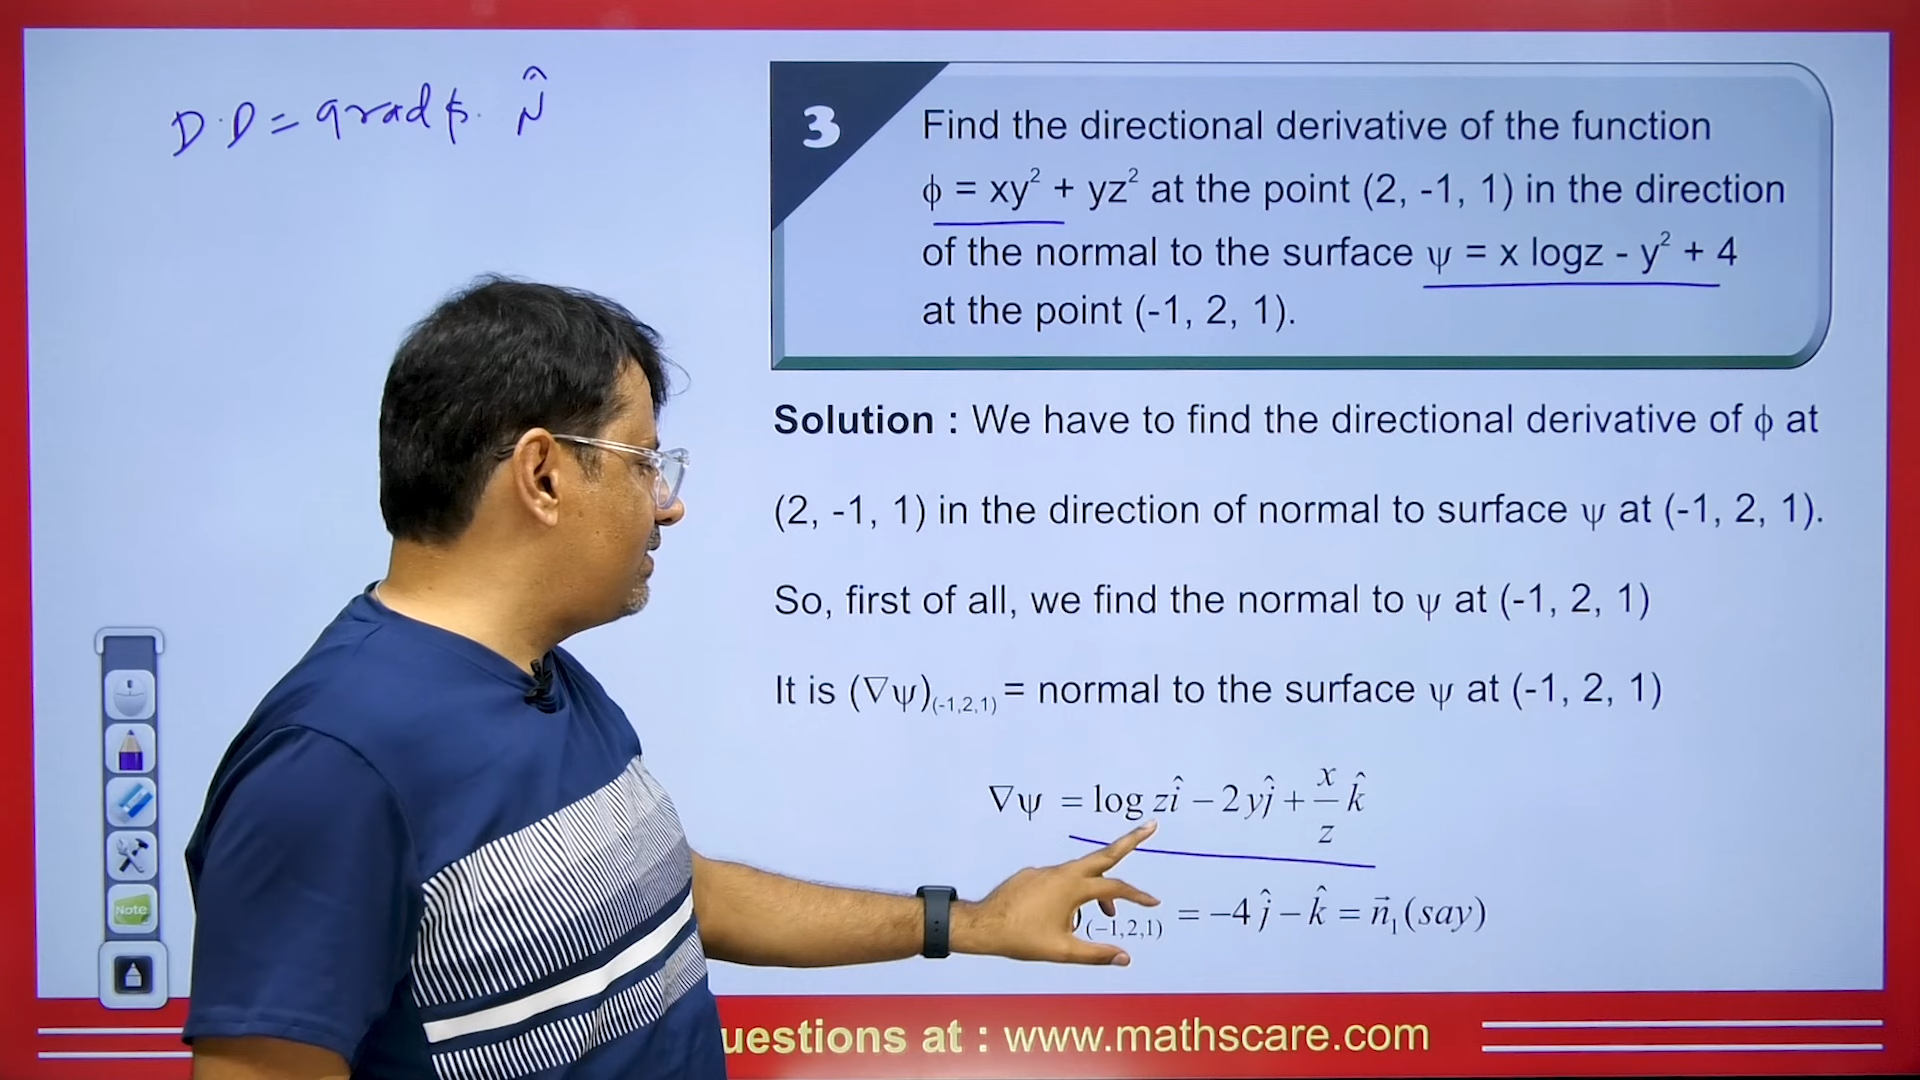 D.D = grad ϕ. N̂
3
Find the directional derivative of the function
ϕ = xy² + yz² at the point (2, -1, 1) in the direction
of the normal to the surface ψ = x logz - y² + 4
at the point (-1, 2, 1).
Solution : We have to find the directional derivative of ϕ at
(2, -1, 1) in the direction of normal to surface ψ at (-1, 2, 1).
So, first of all, we find the normal to ψ at (-1, 2, 1)
It is (∇ψ)₍₋₁,₂,₁₎ = normal to the surface ψ at (-1, 2, 1)
∇ψ = log zî − 2yĵ + x/z k̂
)₍₋₁,₂,₁₎ = −4ĵ − k̂ = n⃗₁(say)
Note
uestions at : www.mathscare.com